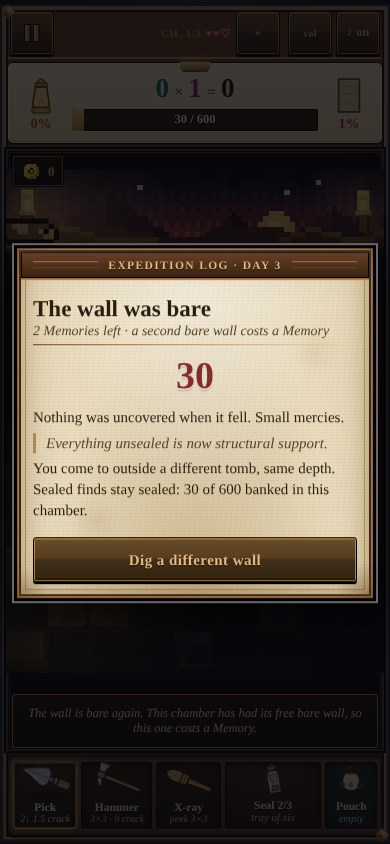 CH. 1/3 ♥♥♡
»
vol
♪ on
0 × 1 = 0
0%
30 / 600
1%
0
EXPEDITION LOG · DAY 3
The wall was bare
2 Memories left · a second bare wall costs a Memory
30
Nothing was uncovered when it fell. Small mercies.
Everything unsealed is now structural support.
You come to outside a different tomb, same depth.
Sealed finds stay sealed: 30 of 600 banked in this
chamber.
Dig a different wall
The wall is bare again. This chamber has had its free bare wall, so
this one costs a Memory.
Pick
Hammer
X-ray
Seal 2/3
Pouch
2↓ 1.5 crack
3×3 · 9 crack
peek 3×3
tray of six
empty